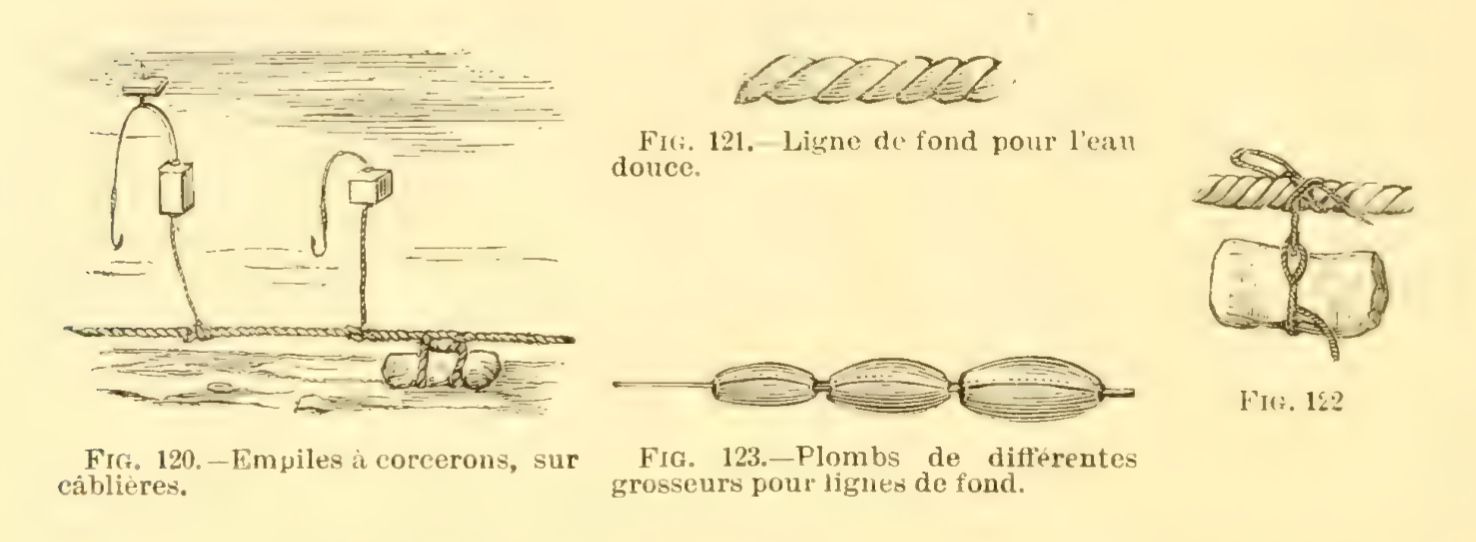 FIG. 120.—Empiles à corcerons, sur
câblières.
FIG. 121.—Ligne de fond pour l'eau
douce.
FIG. 123.—Plombs de différentes
grosseurs pour lignes de fond.
FIG. 122